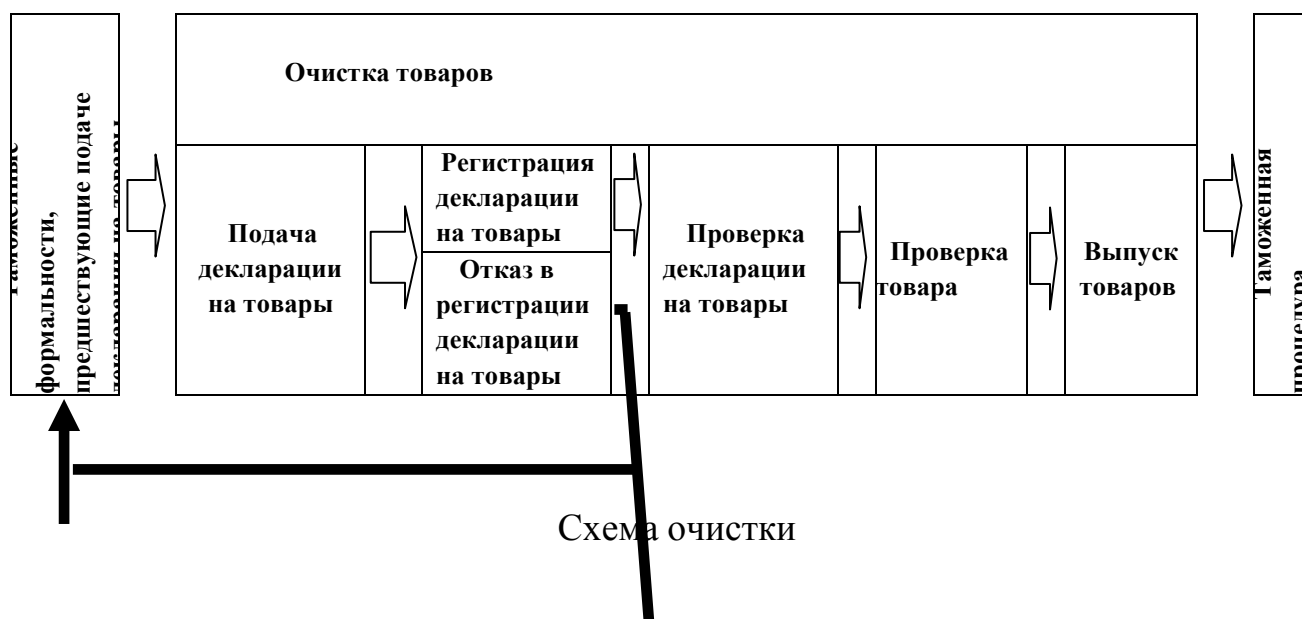 формальности,
предшествующие подаче
Очистка товаров
Подача
декларации
на товары
Регистрация
декларации
на товары
Отказ в
регистрации
декларации
на товары
Проверка
декларации
на товары
Проверка
товара
Выпуск
товаров
Таможенная
Схема очистки